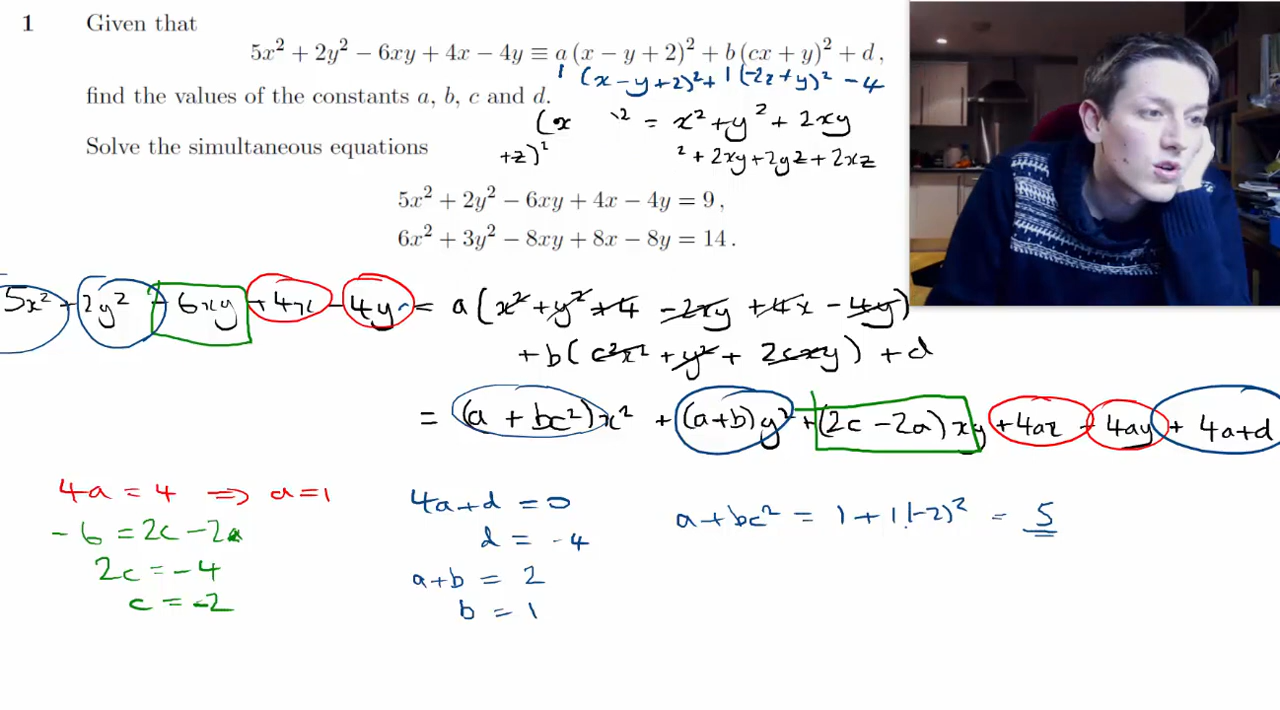 1 Given that
5x² + 2y² − 6xy + 4x − 4y ≡ a (x − y + 2)² + b (cx + y)² + d ,
1 (x − y + 2)² + 1 (-2x + y)² − 4
find the values of the constants a, b, c and d.
(x )² = x² + y² + 2xy
Solve the simultaneous equations
+z)² ² + 2xy + 2yz + 2xz
5x² + 2y² − 6xy + 4x − 4y = 9 ,
6x² + 3y² − 8xy + 8x − 8y = 14 .
5x² + 2y² − 6xy + 4x − 4y = a (x² + y² + 4 − 2xy + 4x − 4y)
+ b (c²x² + y² + 2cxy) + d
= (a + bc²)x² + (a+b)y² + (2c − 2a) xy + 4ax − 4ay + 4a+d
4a = 4 ⇒ a = 1
4a + d = 0
a + bc² = 1 + 1(-2)² = 5
- 6 = 2c − 2a
d = -4
2c = -4
a+b = 2
c = -2
b = 1